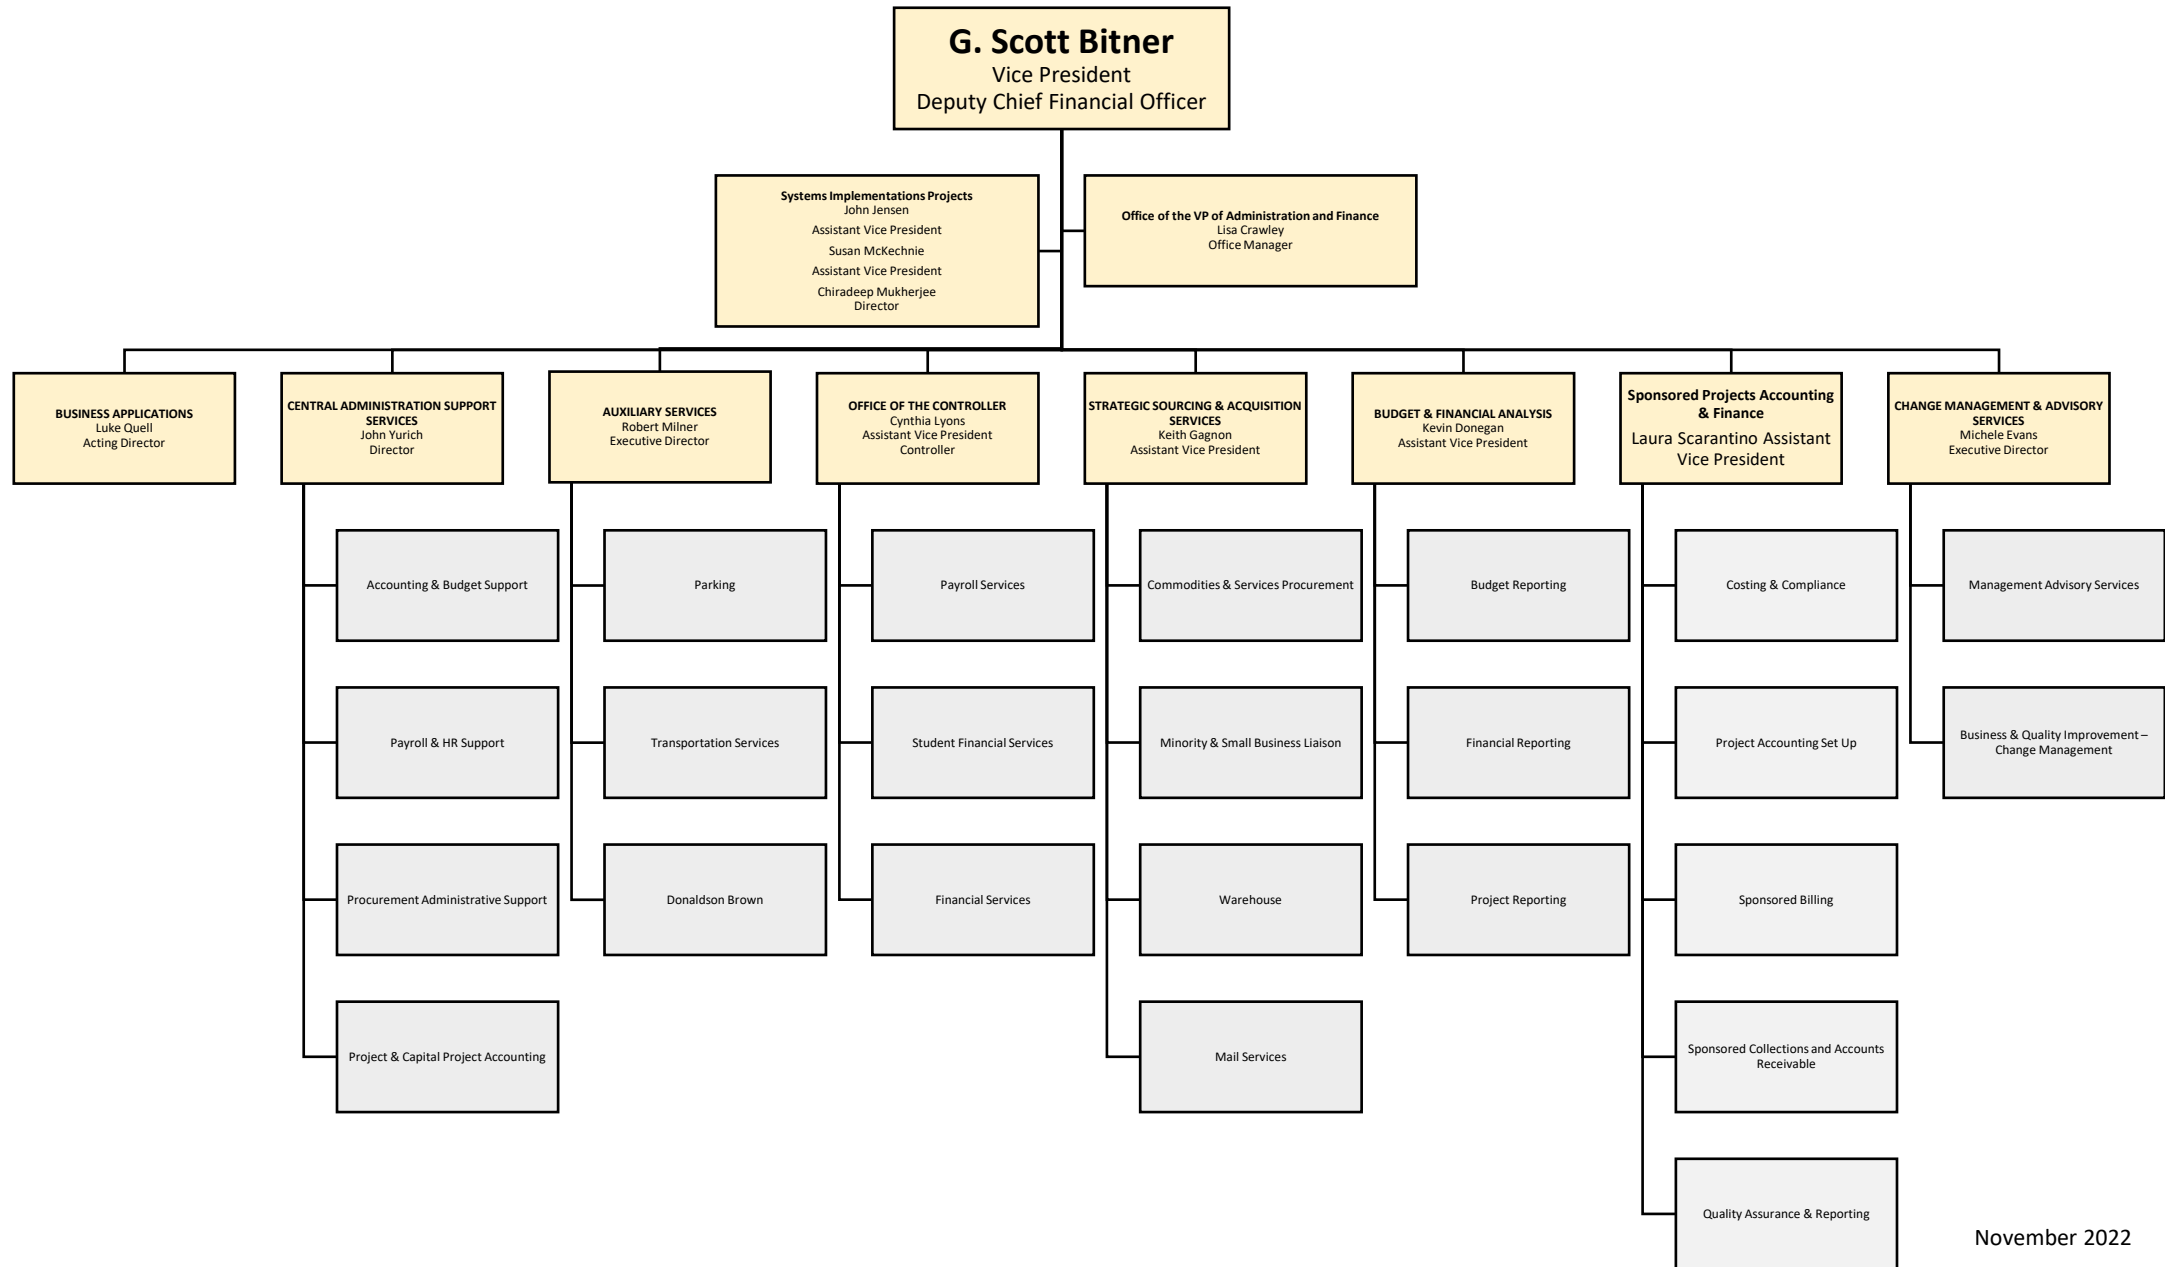 G. Scott Bitner
Vice President
Deputy Chief Financial Officer
Systems Implementations Projects
John Jensen
Assistant Vice President
Susan McKechnie
Assistant Vice President
Chiradeep Mukherjee
Director
Office of the VP of Administration and Finance
Lisa Crawley
Office Manager
BUSINESS APPLICATIONS
Luke Quell
Acting Director
CENTRAL ADMINISTRATION SUPPORT
SERVICES
John Yurich
Director
AUXILIARY SERVICES
Robert Milner
Executive Director
OFFICE OF THE CONTROLLER
Cynthia Lyons
Assistant Vice President
Controller
STRATEGIC SOURCING & ACQUISITION
SERVICES
Keith Gagnon
Assistant Vice President
BUDGET & FINANCIAL ANALYSIS
Kevin Donegan
Assistant Vice President
Sponsored Projects Accounting
& Finance
Laura Scarantino Assistant
Vice President
CHANGE MANAGEMENT & ADVISORY
SERVICES
Michele Evans
Executive Director
Accounting & Budget Support
Payroll & HR Support
Procurement Administrative Support
Project & Capital Project Accounting
Parking
Transportation Services
Donaldson Brown
Payroll Services
Student Financial Services
Financial Services
Commodities & Services Procurement
Minority & Small Business Liaison
Warehouse
Mail Services
Budget Reporting
Financial Reporting
Project Reporting
Costing & Compliance
Project Accounting Set Up
Sponsored Billing
Sponsored Collections and Accounts
Receivable
Quality Assurance & Reporting
Management Advisory Services
Business & Quality Improvement –
Change Management
November 2022